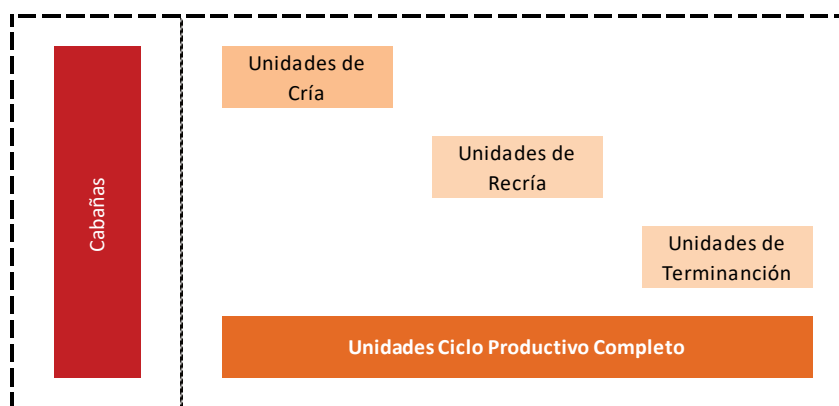 Cabañas
Unidades de
Cría
Unidades de
Recría
Unidades de
Terminanción
Unidades Ciclo Productivo Completo